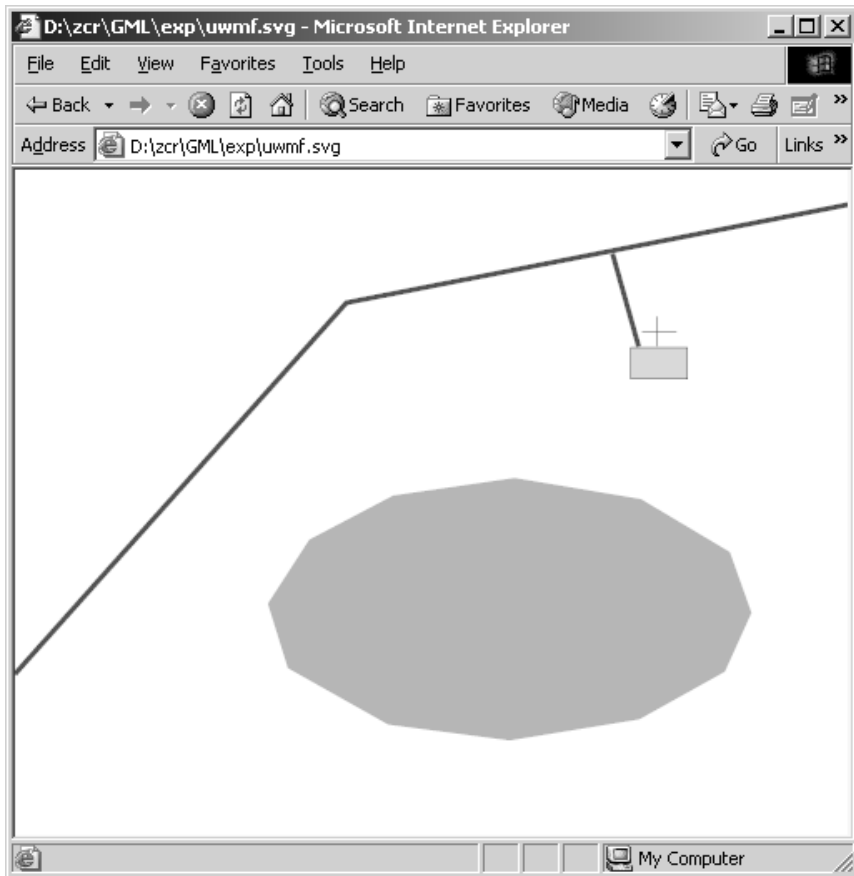 D:\zcr\GML\exp\uwmf.svg - Microsoft Internet Explorer
File Edit View Favorites Tools Help
Back Search Favorites Media »
Address D:\zcr\GML\exp\uwmf.svg Go Links »
My Computer